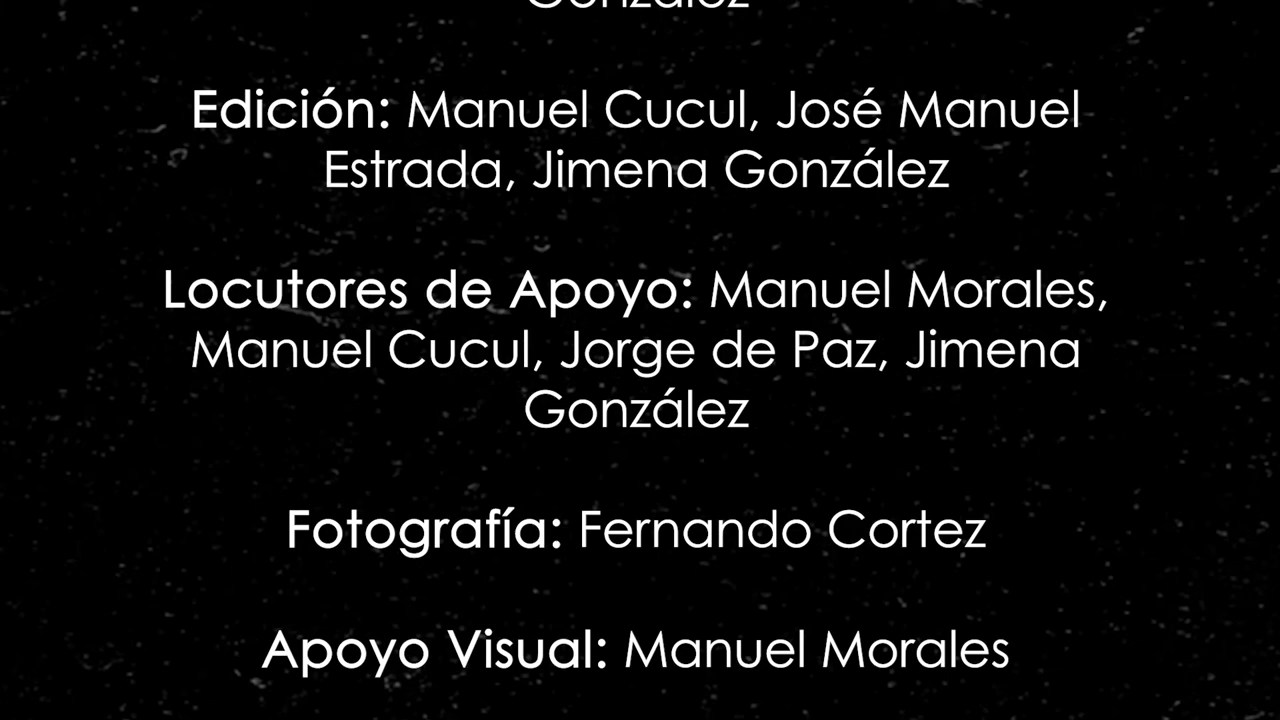 González
Edición: Manuel Cucul, José Manuel
Estrada, Jimena González
Locutores de Apoyo: Manuel Morales,
Manuel Cucul, Jorge de Paz, Jimena
González
Fotografía: Fernando Cortez
Apoyo Visual: Manuel Morales